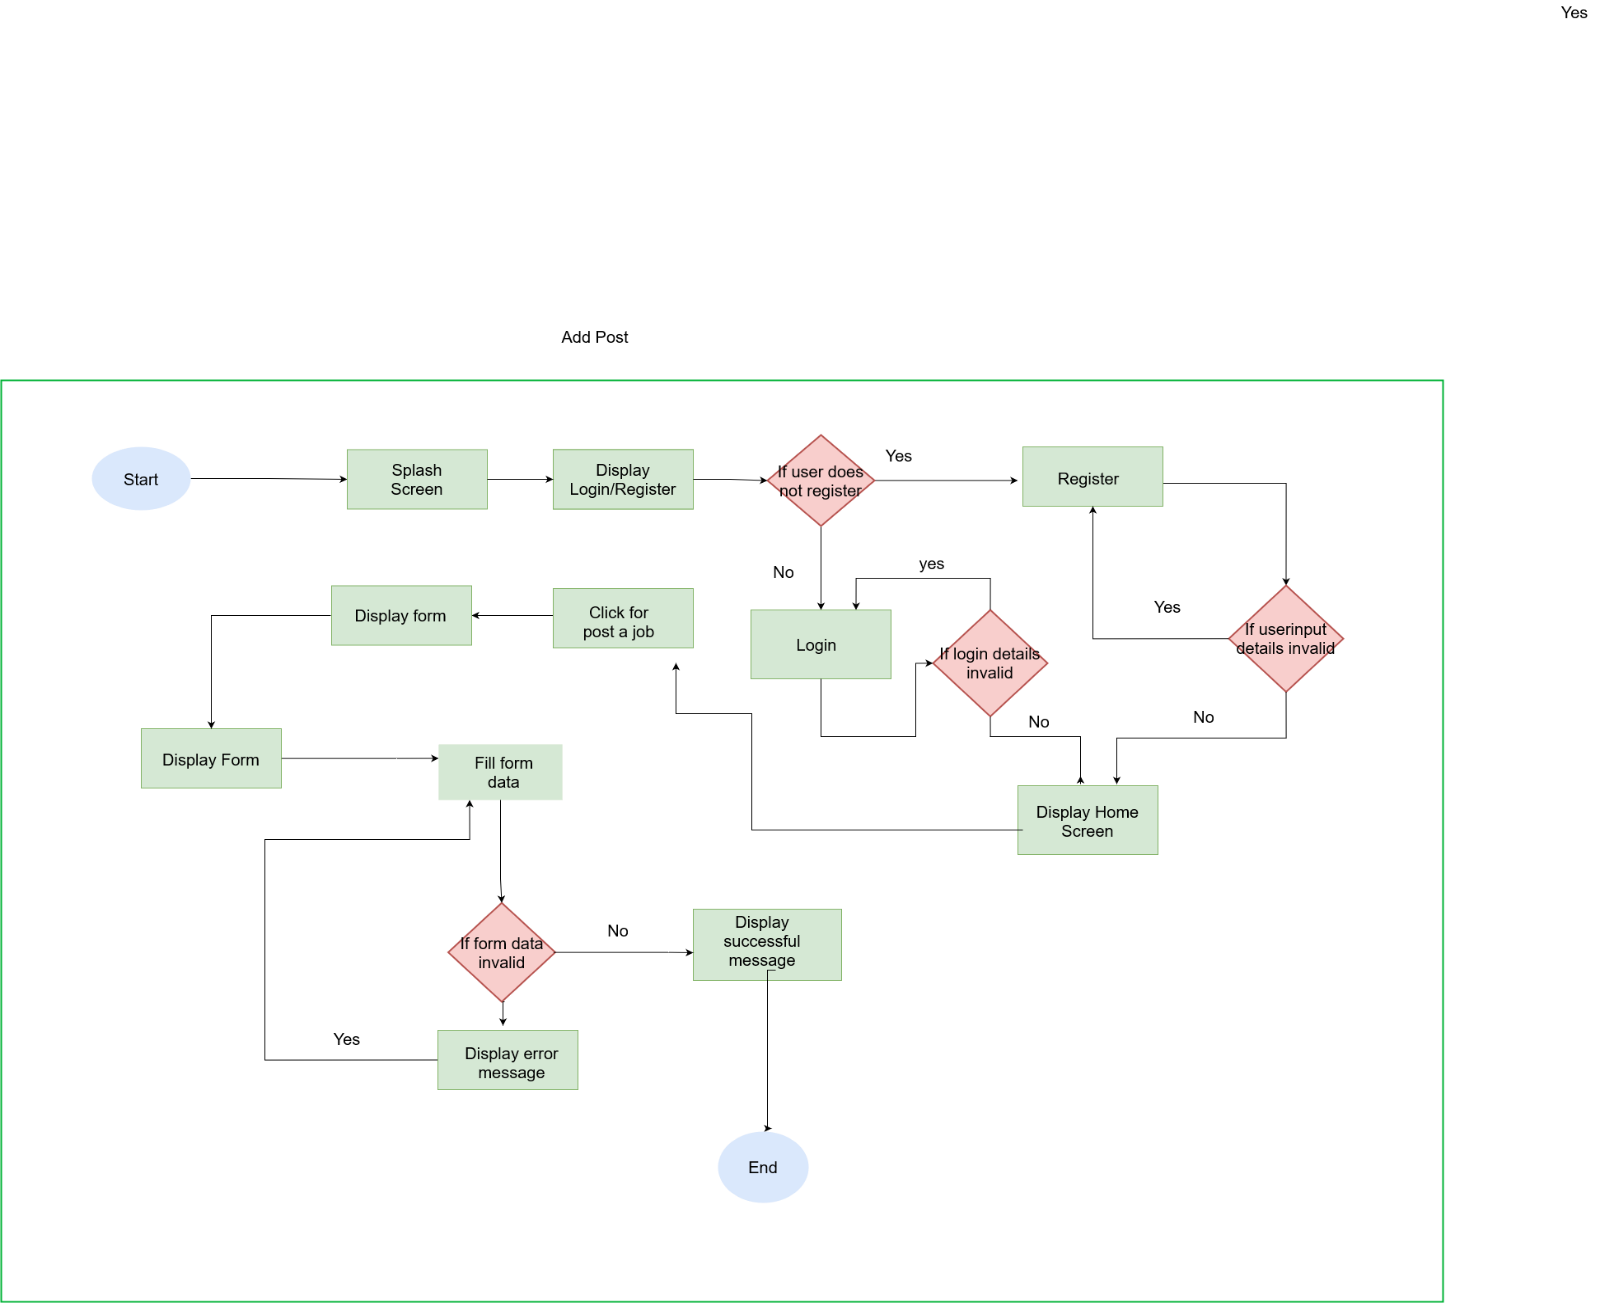 Yes
Add Post
Start
Splash
Screen
Display
Login/Register
If user does
not register
Yes
Register
No
yes
Display form
Click for
post a job
Login
If login details
invalid
Yes
If userinput
details invalid
No
No
Display Form
Fill form
data
Display Home
Screen
If form data
invalid
No
Display
successful
message
Yes
Display error
message
End